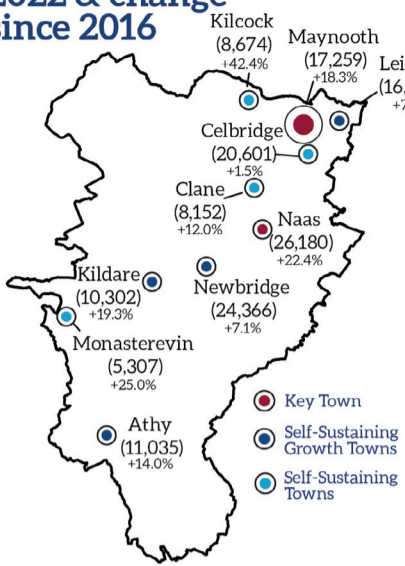 2022 & change
since 2016
Kilcock
(8,674)
+42.4%
Maynooth
(17,259)
+18.3%
Lei
(16,
+7
Celbridge
(20,601)
+1.5%
Clane
(8,152)
+12.0%
Naas
(26,180)
+22.4%
Kildare
(10,302)
+19.3%
Newbridge
(24,366)
+7.1%
Monasterevin
(5,307)
+25.0%
Athy
(11,035)
+14.0%
Key Town
Self-Sustaining
Growth Towns
Self-Sustaining
Towns